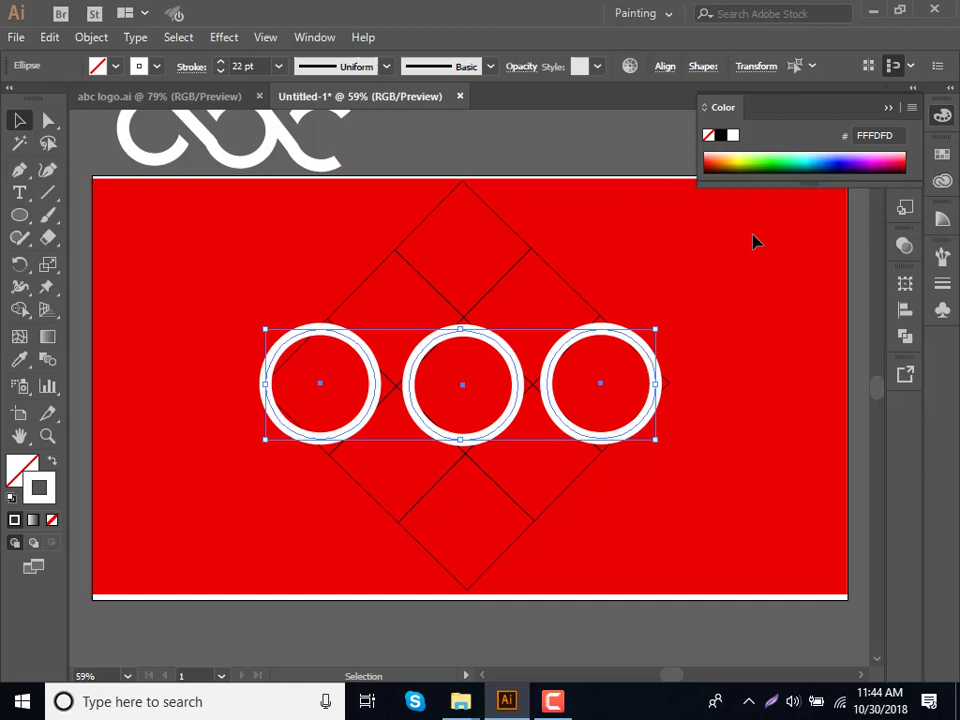 Ai Br St Painting Search Adobe Stock
File Edit Object Type Select Effect View Window Help
Ellipse Stroke: 22 pt Uniform Basic Opacity Style: Align Shape: Transform
abc logo.ai @ 79% (RGB/Preview) × Untitled-1* @ 59% (RGB/Preview) ×
Color
# FFFDFD
abc
59% 1 Selection
Type here to search
Ai
11:44 AM
10/30/2018